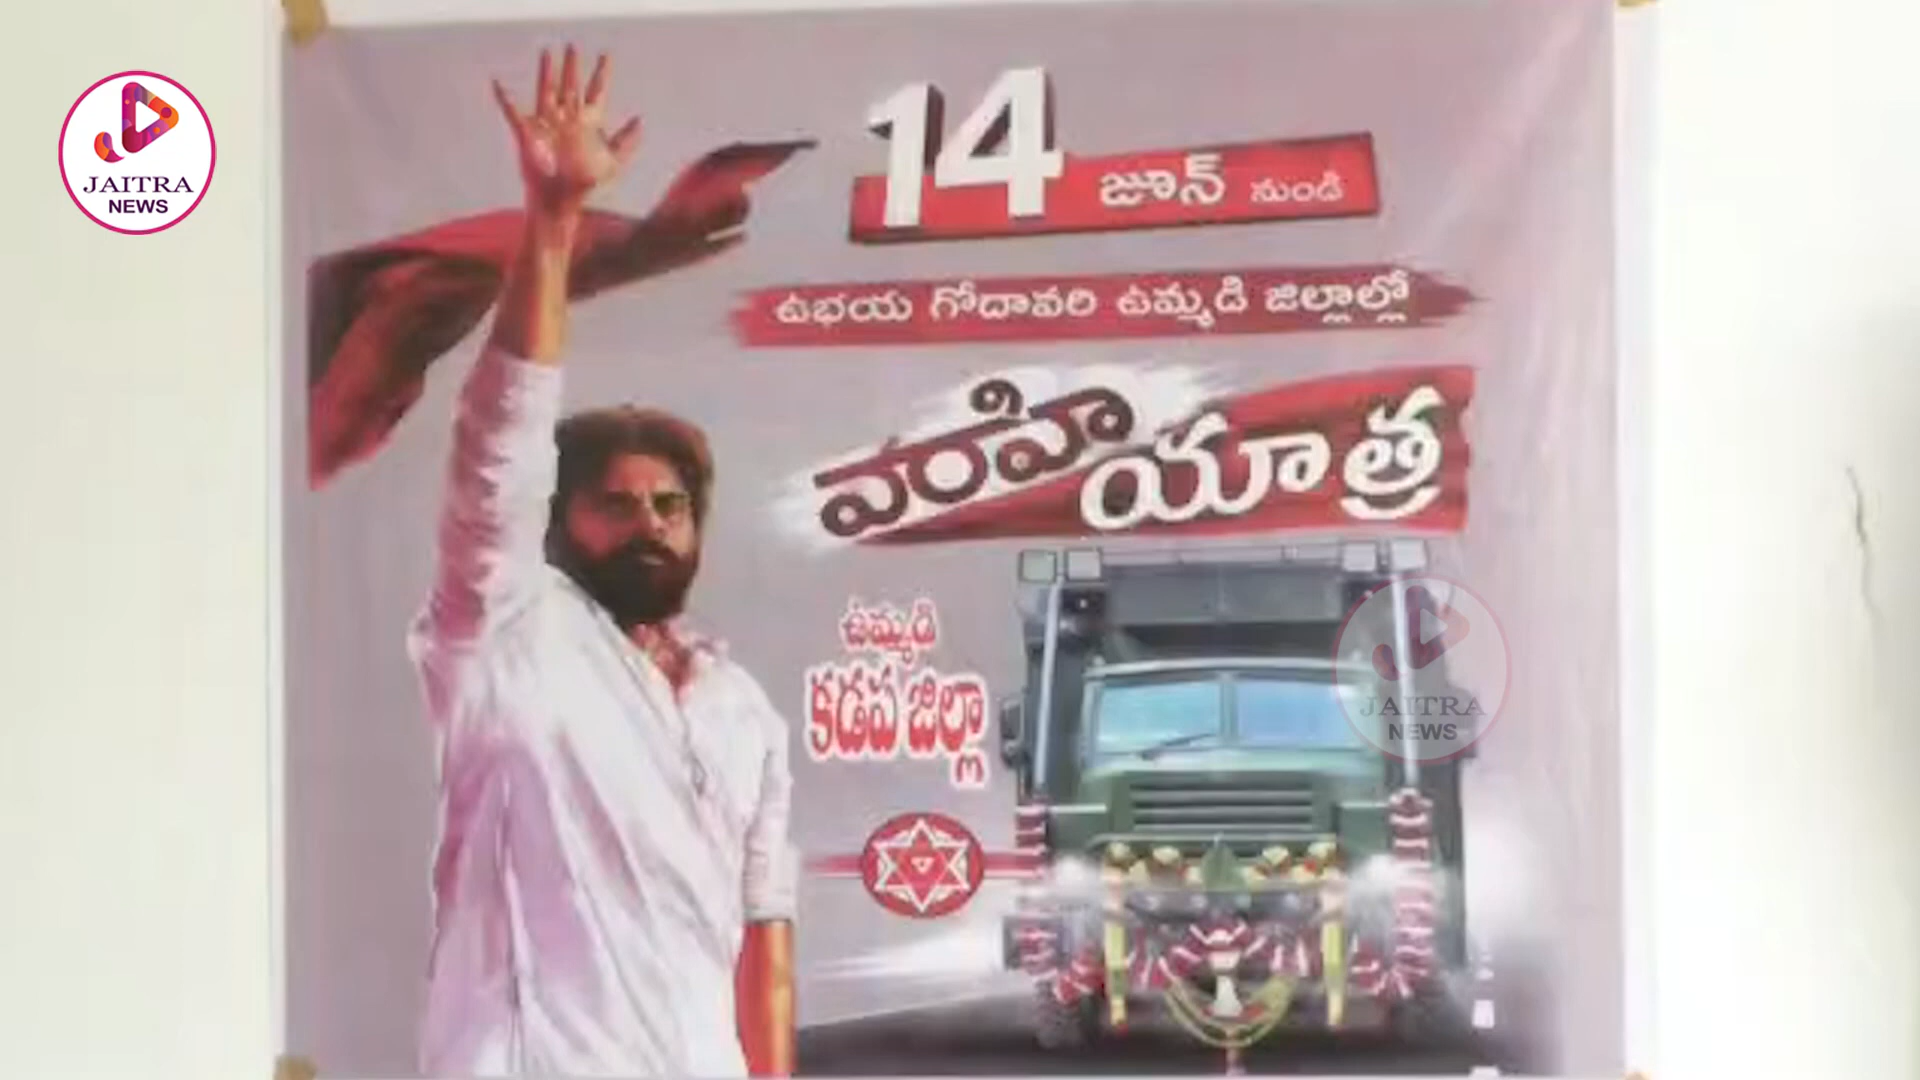 JAITRA
NEWS
14 జూన్ నుండి
ఉభయ గోదావరి ఉమ్మడి జిల్లాల్లో
వారాహి యాత్ర
ఉమ్మడి
కడప జిల్లా
JAITRA
NEWS